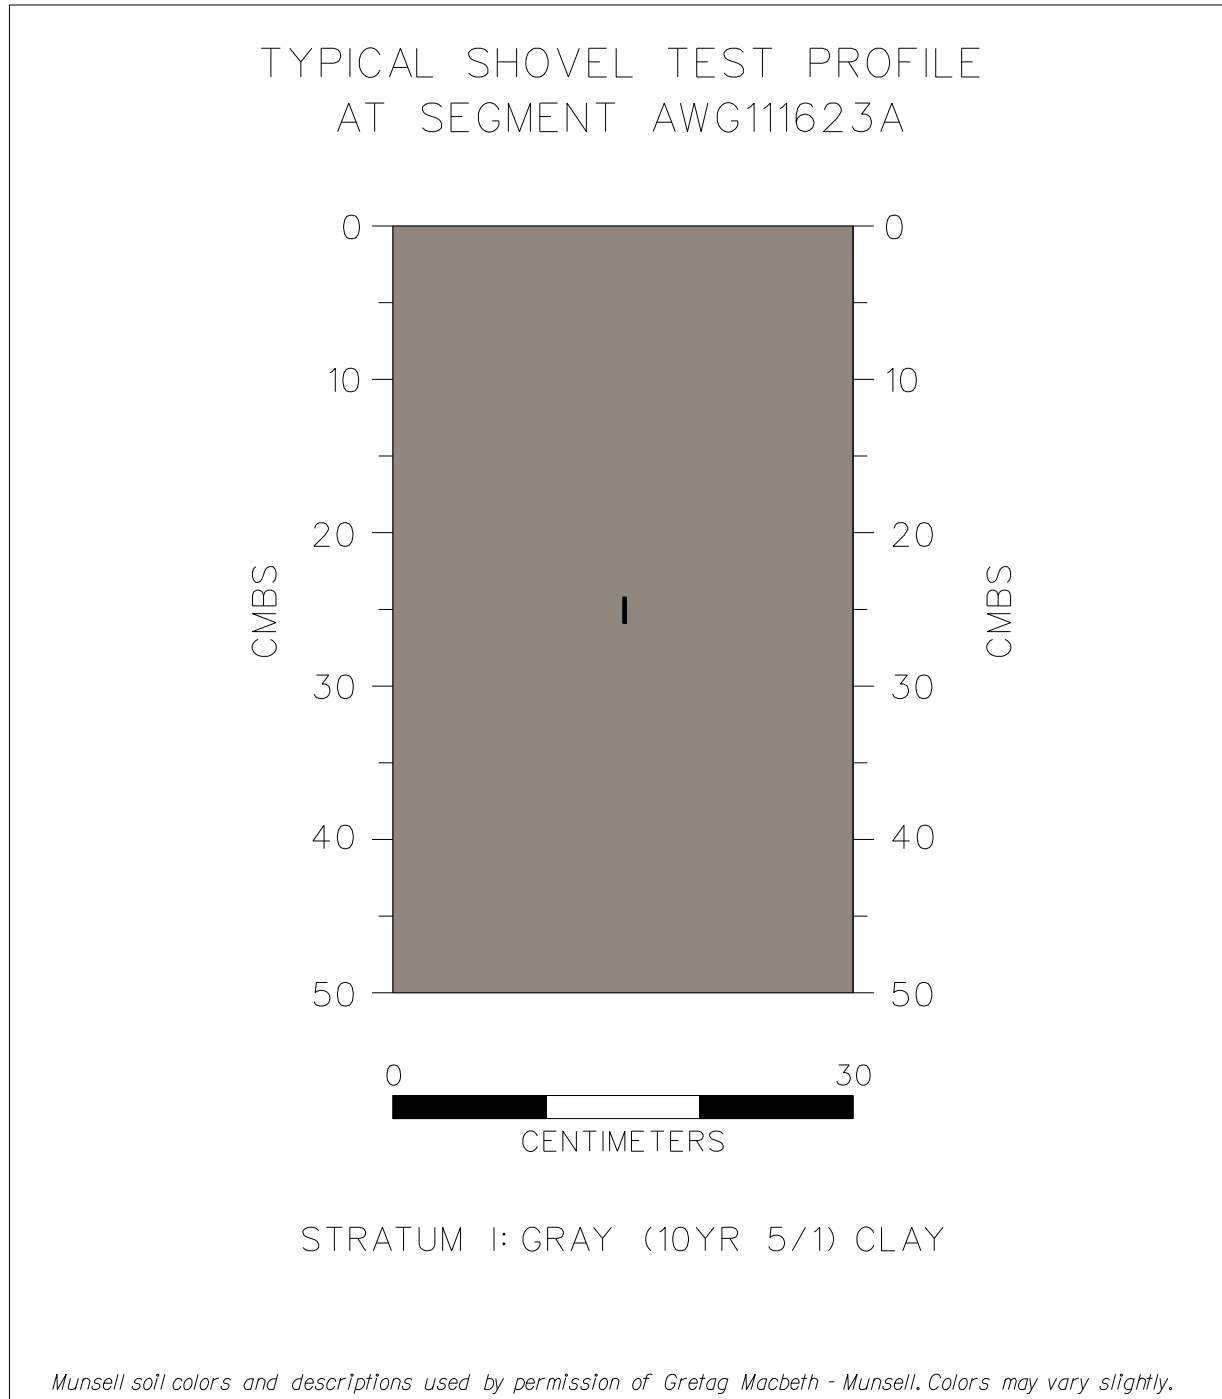 TYPICAL SHOVEL TEST PROFILE
AT SEGMENT AWG111623A
0 0
10 10
20 20
CMBS I CMBS
30 30
40 40
50 50
0 30
CENTIMETERS
STRATUM I: GRAY (10YR 5/1) CLAY
Munsell soil colors and descriptions used by permission of Gretag Macbeth - Munsell. Colors may vary slightly.